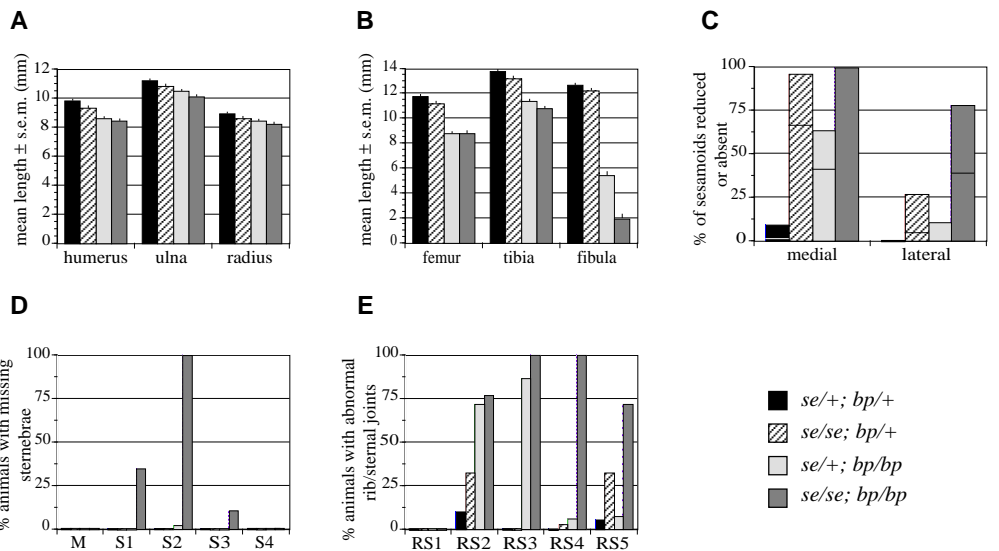 A
mean length ± s.e.m. (mm)
12
10
8
6
4
2
0
humerus ulna radius
B
mean length ± s.e.m. (mm)
14
12
10
8
6
4
2
0
femur tibia fibula
C
% of sesamoids reduced
or absent
100
75
50
25
0
medial lateral
D
% animals with missing
sternebrae
100
75
50
25
0
M S1 S2 S3 S4
E
% animals with abnormal
rib/sternal joints
100
75
50
25
0
RS1 RS2 RS3 RS4 RS5
se/+; bp/+
se/se; bp/+
se/+; bp/bp
se/se; bp/bp